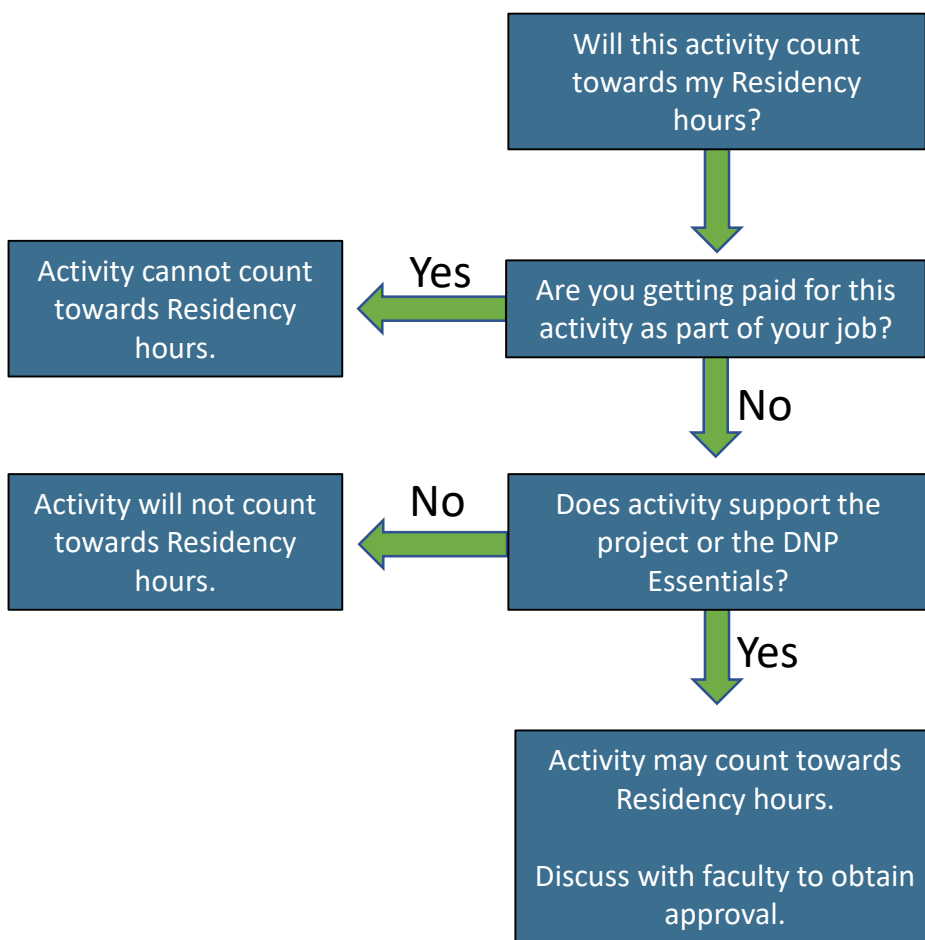 Will this activity count
towards my Residency
hours?
Yes
Activity cannot count
towards Residency
hours.
Are you getting paid for this
activity as part of your job?
No
No
Activity will not count
towards Residency
hours.
Does activity support the
project or the DNP
Essentials?
Yes
Activity may count towards
Residency hours.
Discuss with faculty to obtain
approval.